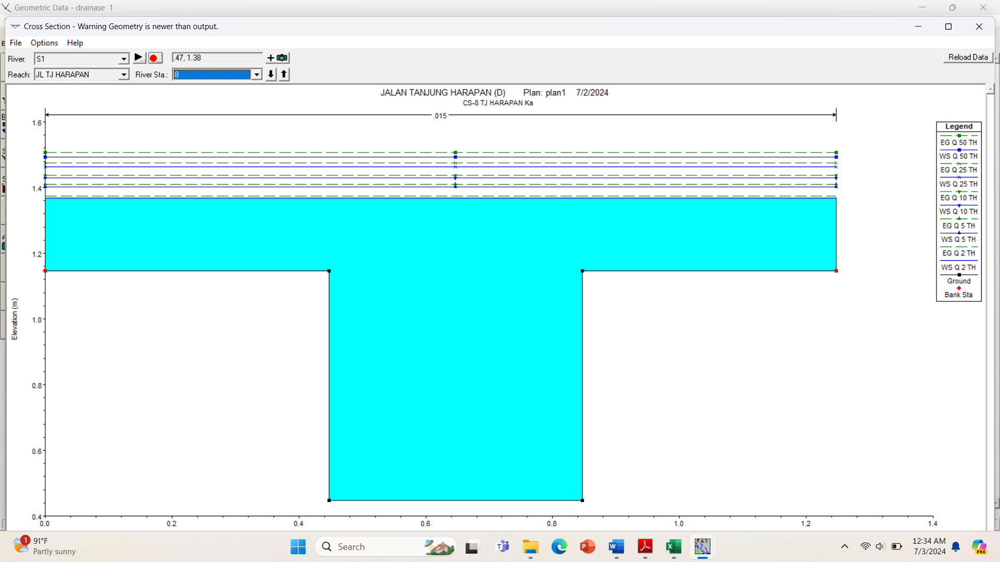 Geometric Data - drainase 1
Cross Section - Warning Geometry is newer than output.
File Options Help
River: S1 .47, 1.38 Reload Data
Reach: JL TJ HARAPAN River Sta.: 8
JALAN TANJUNG HARAPAN (D) Plan: plan1 7/2/2024
CS-8 TJ HARAPAN Ka
.015
1.6
1.4
1.2
1.0
0.8
0.6
0.4
Elevation (m)
0.0 0.2 0.4 0.6 0.8 1.0 1.2 1.4
Legend
EG Q 50 TH
WS Q 50 TH
EG Q 25 TH
WS Q 25 TH
EG Q 10 TH
WS Q 10 TH
EG Q 5 TH
WS Q 5 TH
EG Q 2 TH
WS Q 2 TH
Ground
Bank Sta
1
91°F
Partly sunny
Search
RAS
12:34 AM
7/3/2024
PRE